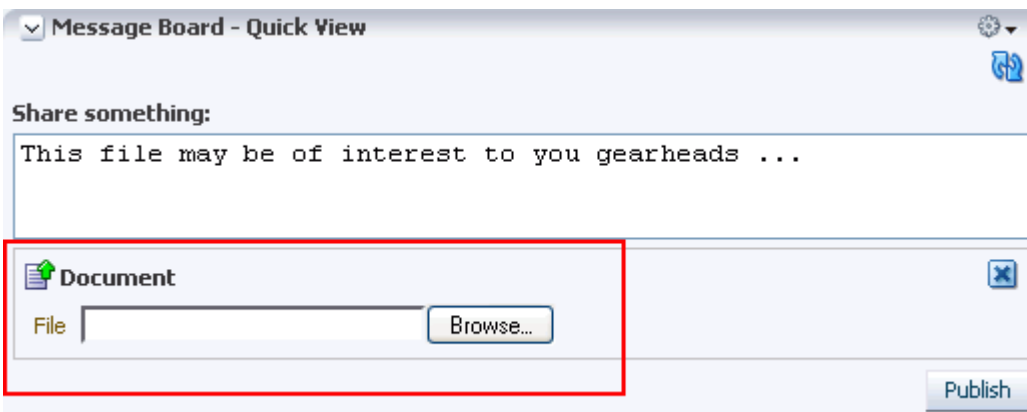 Message Board - Quick View
Share something:
This file may be of interest to you gearheads ...
Document
File Browse...
Publish